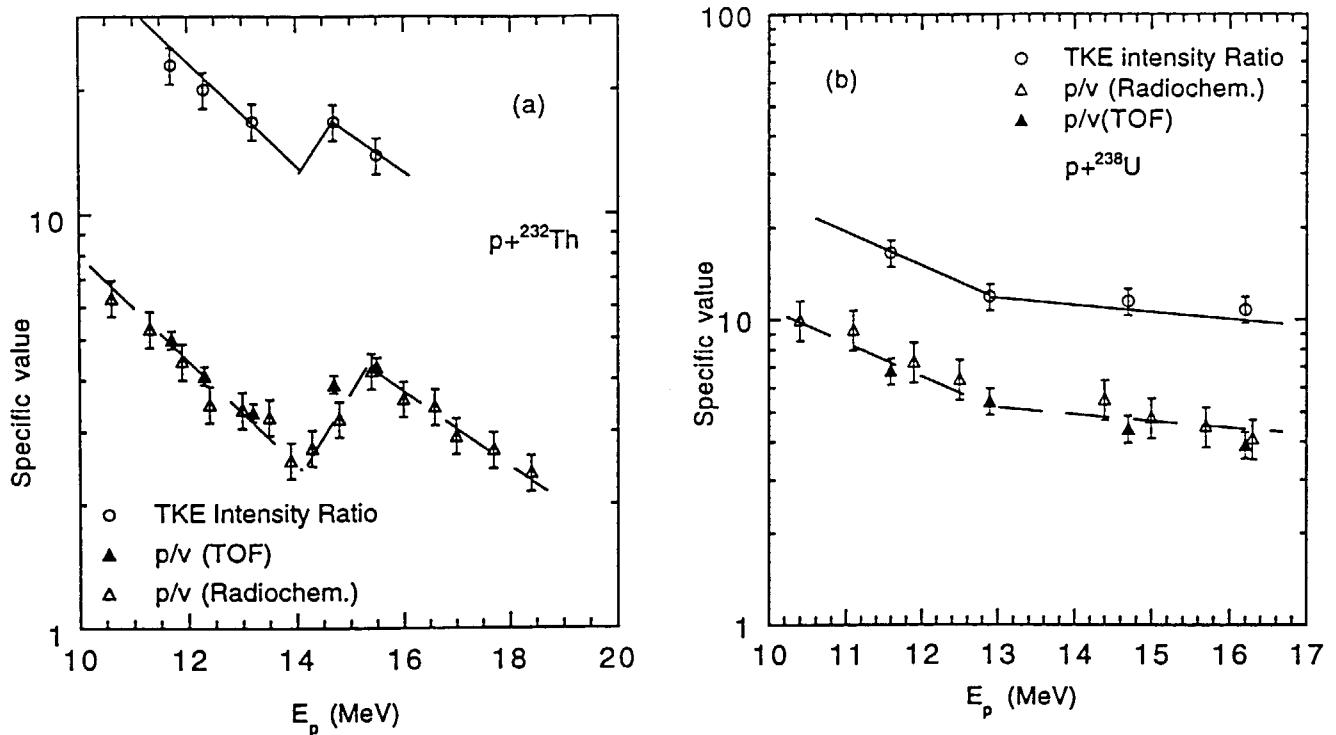 (a)
p+²³²Th
10
1
Specific value
TKE Intensity Ratio
p/v (TOF)
p/v (Radiochem.)
10 12 14 16 18 20
E_p (MeV)
100
10
1
Specific value
(b)
TKE intensity Ratio
p/v (Radiochem.)
p/v(TOF)
p+²³⁸U
10 11 12 13 14 15 16 17
E_p (MeV)